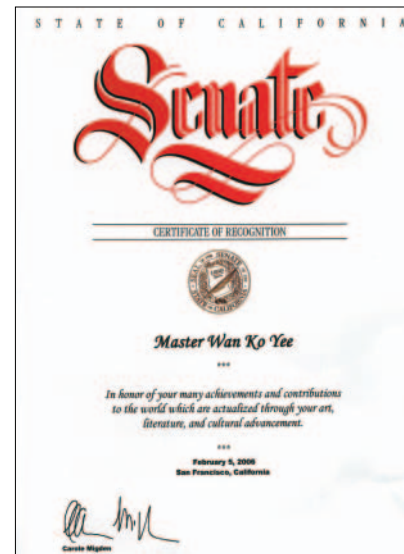 STATE OF CALIFORNIA
Senate
CERTIFICATE OF RECOGNITION
Master Wan Ko Yee
***
In honor of your many achievements and contributions
to the world which are actualized through your art,
literature, and cultural advancement.
***
February 5, 2006
San Francisco, California
Carole Migden